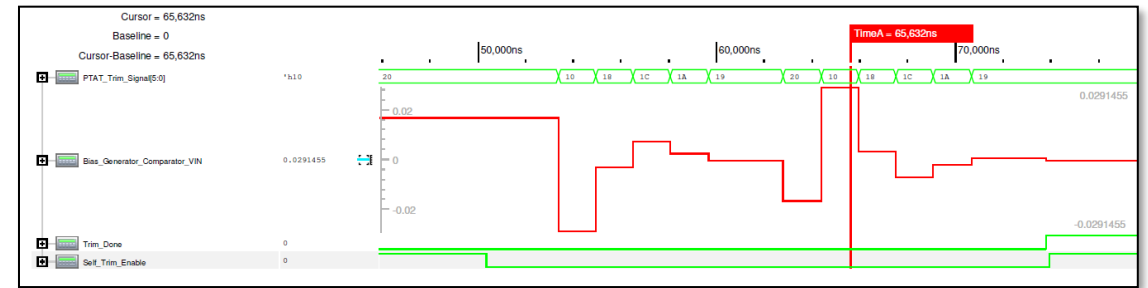 Cursor = 65,632ns
Baseline = 0
Cursor-Baseline = 65,632ns
TimeA = 65,632ns
50,000ns 60,000ns 70,000ns
PTAT_Trim_Signal[5:0] 'h10 20 10 18 1C 1A 19 20 10 18 1C 1A 19
0.0291455
0.02
Bias_Generator_Comparator_VIN 0.0291455 0
-0.02
-0.0291455
Trim_Done 0
Self_Trim_Enable 0